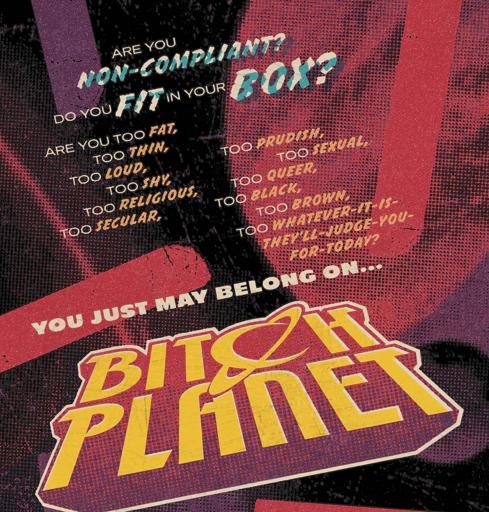 ARE YOU
NON-COMPLIANT?
DO YOU FIT IN YOUR BOX?
ARE YOU TOO FAT,
TOO THIN,
TOO LOUD,
TOO SHY,
TOO RELIGIOUS,
TOO SECULAR,
TOO PRUDISH,
TOO SEXUAL,
TOO QUEER,
TOO BLACK,
TOO BROWN,
TOO WHATEVER-IT-IS-
THEY'LL-JUDGE-YOU-
FOR-TODAY?
YOU JUST MAY BELONG ON...
BITCH
PLANET